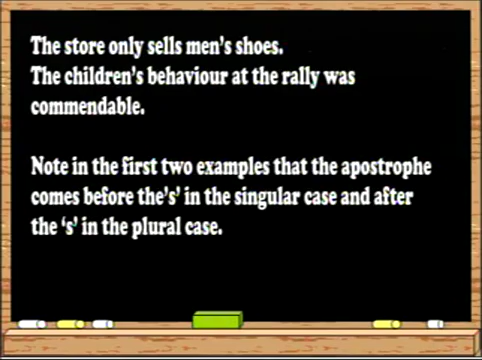 The store only sells men's shoes.
The children's behaviour at the rally was
commendable.
Note in the first two examples that the apostrophe
comes before the's' in the singular case and after
the ‘s’ in the plural case.